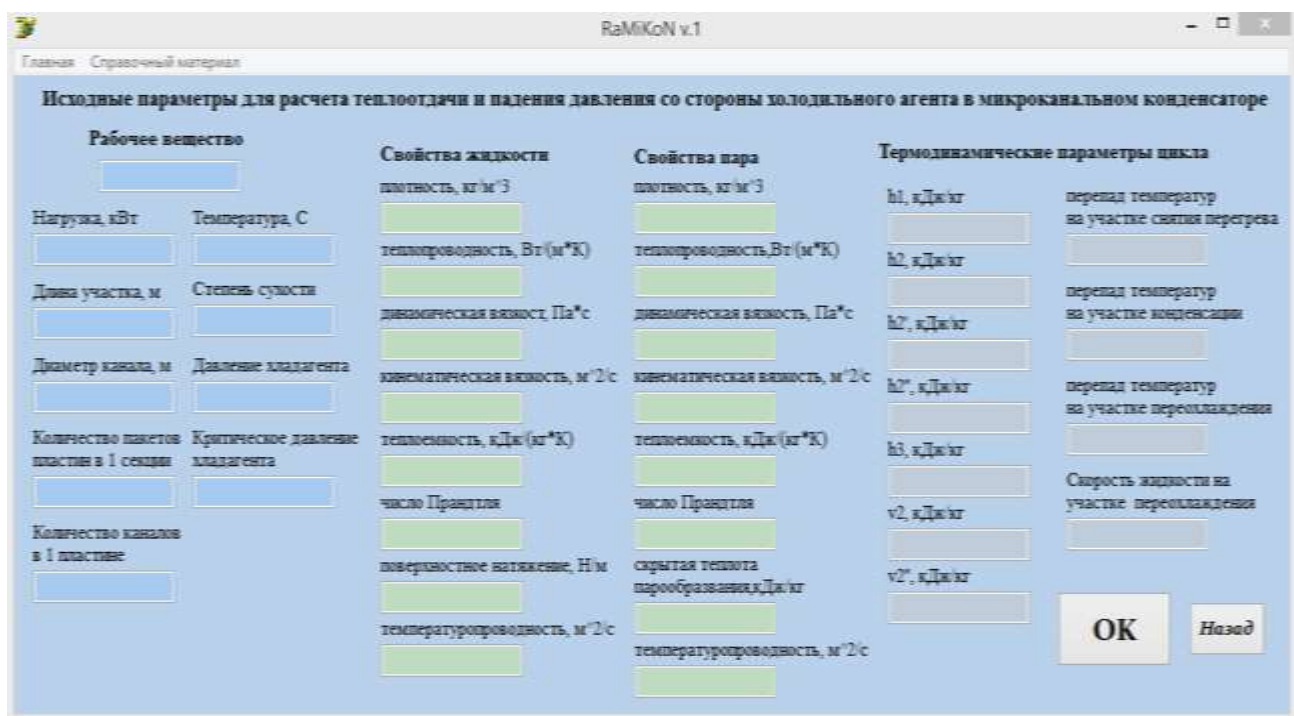 RaMiKoN v.1
Главная Справочный материал
Исходные параметры для расчета теплоотдачи и падения давления со стороны холодильного агента в микроканальном конденсаторе
Рабочее вещество
Нагрузка, кВт
Температура, С
Длина участка, м
Степень сухости
Диаметр канала, м
Давление хладагента
Количество пакетов
пластин в 1 секции
Критическое давление
хладагента
Количество каналов
в 1 пластине
Свойства жидкости
плотность, кг/м^3
теплопроводность, Вт/(м*К)
динамическая вязкост, Па*с
кинематическая вязкость, м^2/с
теплоемкость, кДж/(кг*К)
число Прандтля
поверхностное натяжение, Н/м
температуропроводность, м^2/с
Свойства пара
плотность, кг/м^3
теплопроводность,Вт/(м*К)
динамическая вязкость, Па*с
кинематическая вязкость, м^2/с
теплоемкость, кДж/(кг*К)
число Прандтля
скрытая теплота
парообразвания,кДж/кг
температуропроводность, м^2/с
Термодинамические параметры цикла
h1, кДж/кг
h2, кДж/кг
h2', кДж/кг
h2", кДж/кг
h3, кДж/кг
v2, кДж/кг
v2", кДж/кг
перепад температур
на участке снятия перегрева
перепад температур
на участке конденсации
перепад температур
на участке переохлаждения
Скорость жидкости на
участке переохлаждения
OK
Назад